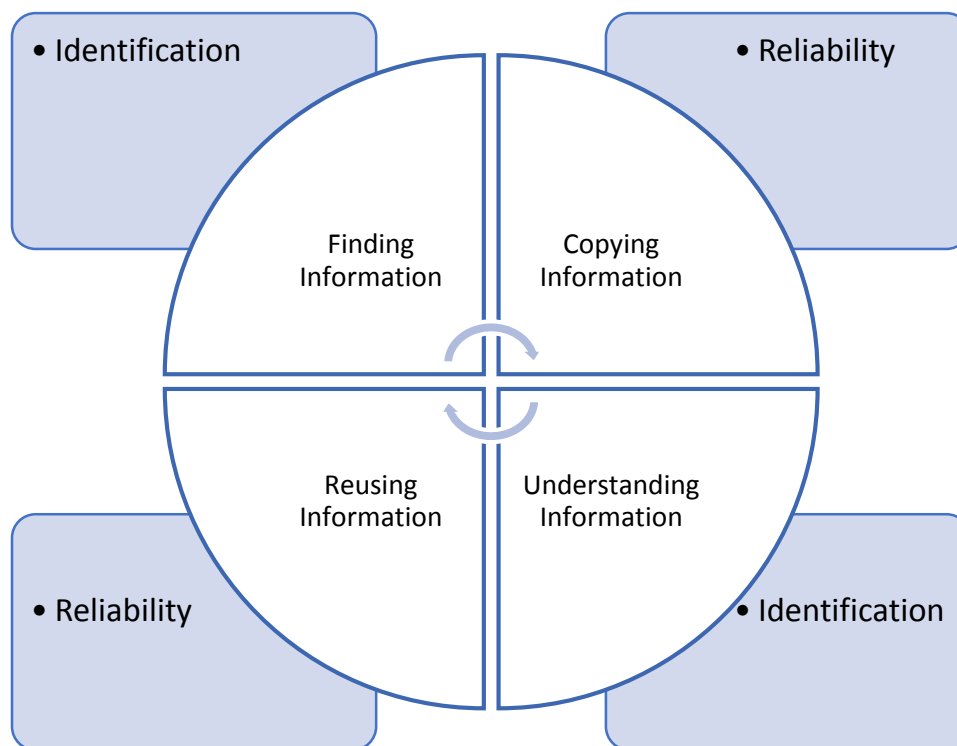 • Identification
• Reliability
Finding
Information
Copying
Information
Reusing
Information
Understanding
Information
• Reliability
• Identification